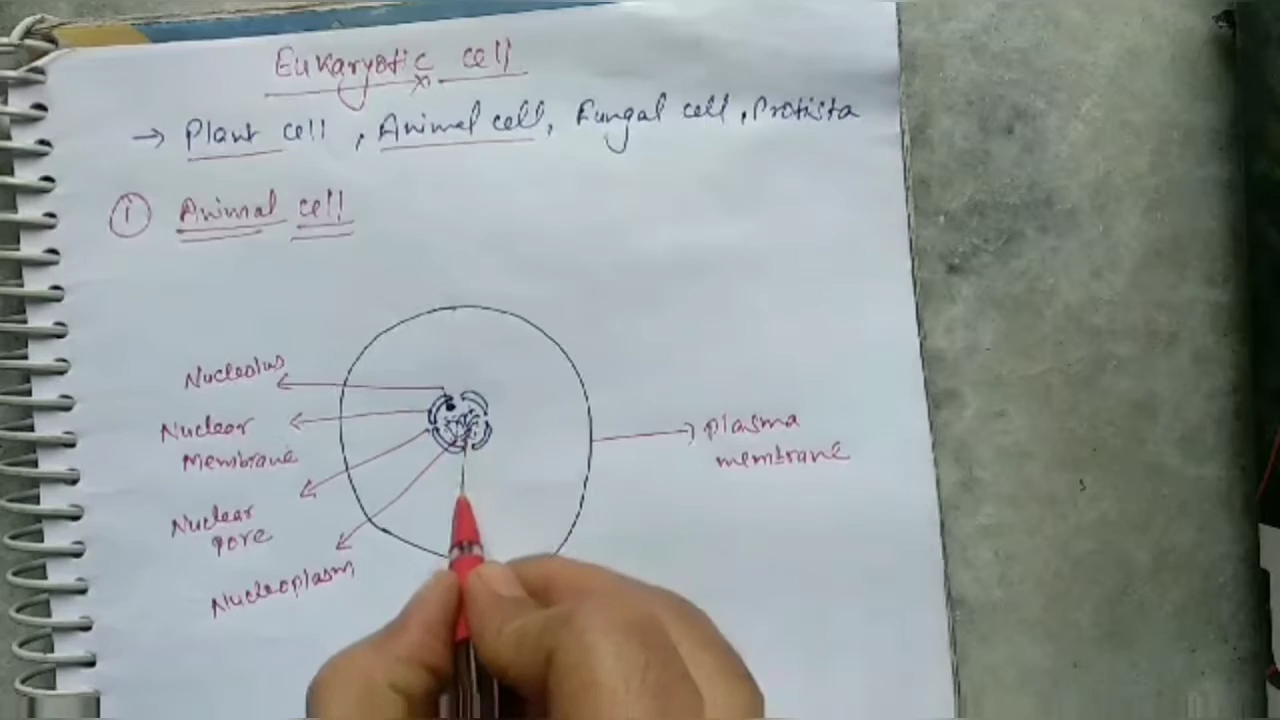 Eukaryotic cell
→ Plant cell, Animal cell, Fungal cell, Protista
① Animal cell
Nucleolus
Nuclear
Membrane
Nuclear
pore
Nucleoplasm
plasma
membrane